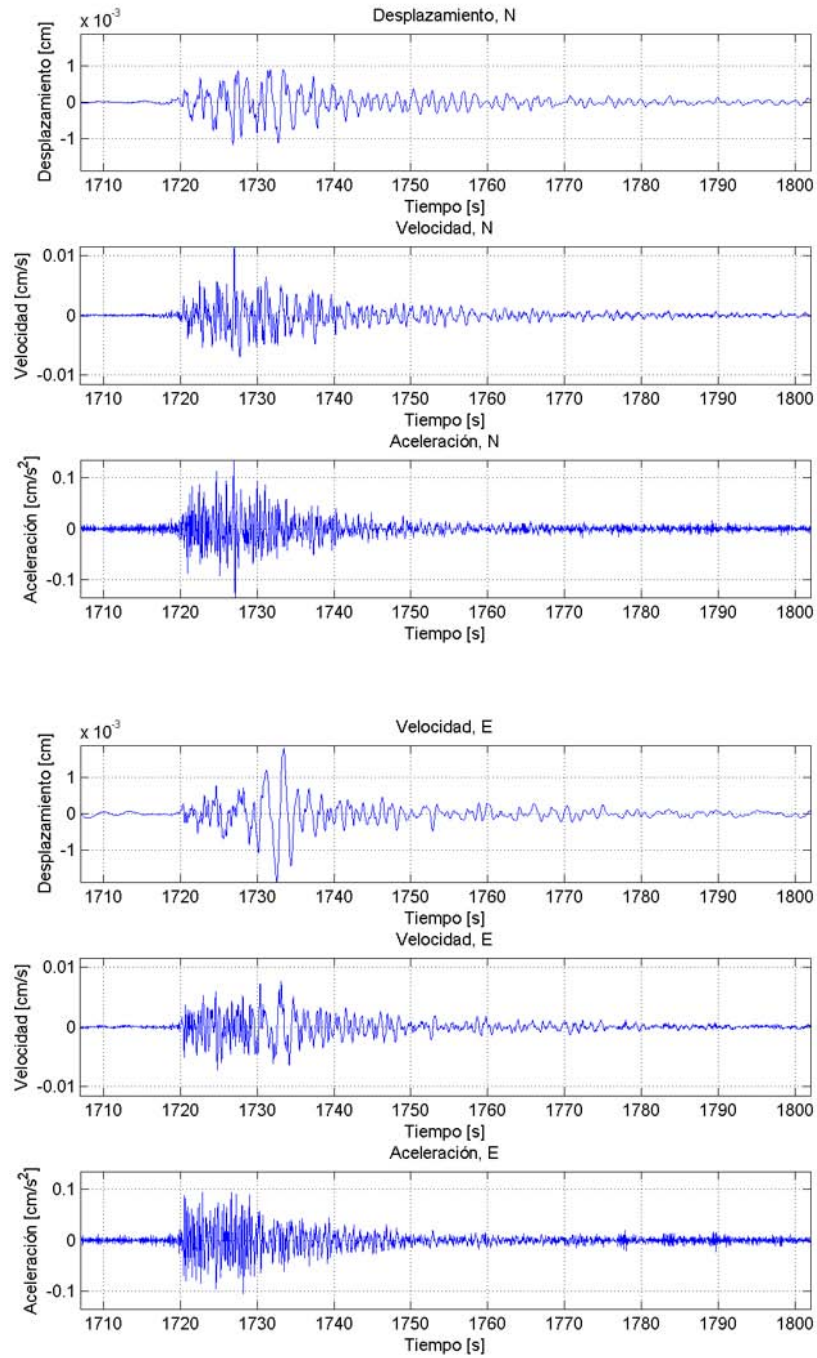 x 10-3
Desplazamiento, N
Desplazamiento [cm]
1
0
-1
1710 1720 1730 1740 1750 1760 1770 1780 1790 1800
Tiempo [s]
Velocidad, N
Velocidad [cm/s]
0.01
0
-0.01
1710 1720 1730 1740 1750 1760 1770 1780 1790 1800
Tiempo [s]
Aceleración, N
Aceleración [cm/s2]
0.1
0
-0.1
1710 1720 1730 1740 1750 1760 1770 1780 1790 1800
Tiempo [s]
x 10-3
Velocidad, E
Desplazamiento [cm]
1
0
-1
1710 1720 1730 1740 1750 1760 1770 1780 1790 1800
Tiempo [s]
Velocidad, E
Velocidad [cm/s]
0.01
0
-0.01
1710 1720 1730 1740 1750 1760 1770 1780 1790 1800
Tiempo [s]
Aceleración, E
Aceleración [cm/s2]
0.1
0
-0.1
1710 1720 1730 1740 1750 1760 1770 1780 1790 1800
Tiempo [s]